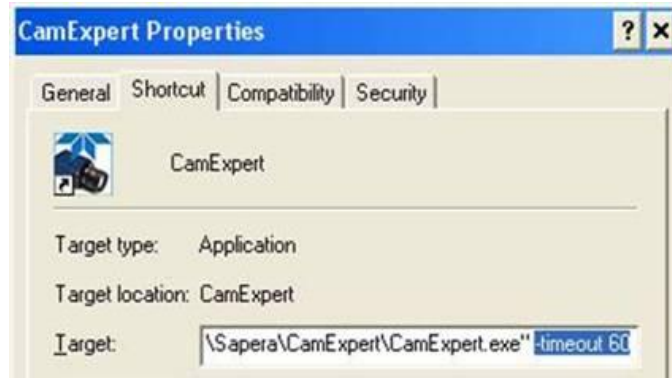 CamExpert Properties ? ×
General Shortcut Compatibility Security
CamExpert
Target type: Application
Target location: CamExpert
Target: \Sapera\CamExpert\CamExpert.exe" -timeout 60